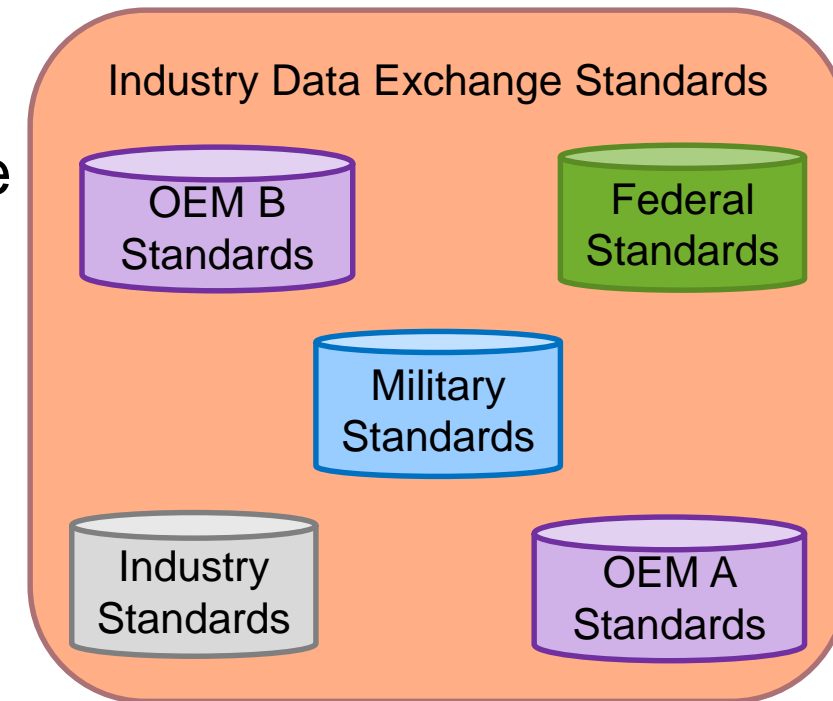 Industry Data Exchange Standards
e
OEM B
Standards
Federal
Standards
Military
Standards
Industry
Standards
OEM A
Standards